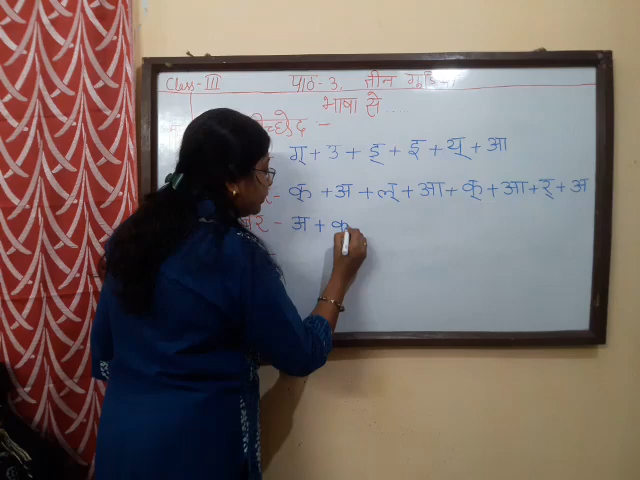 Class - III पाठ - 3. तीन
भाषा से ....
ग् + उ + ड् + इ + य् + आ
- क् + अ + ल् + आ + क् + आ + र् + अ
- अ + क